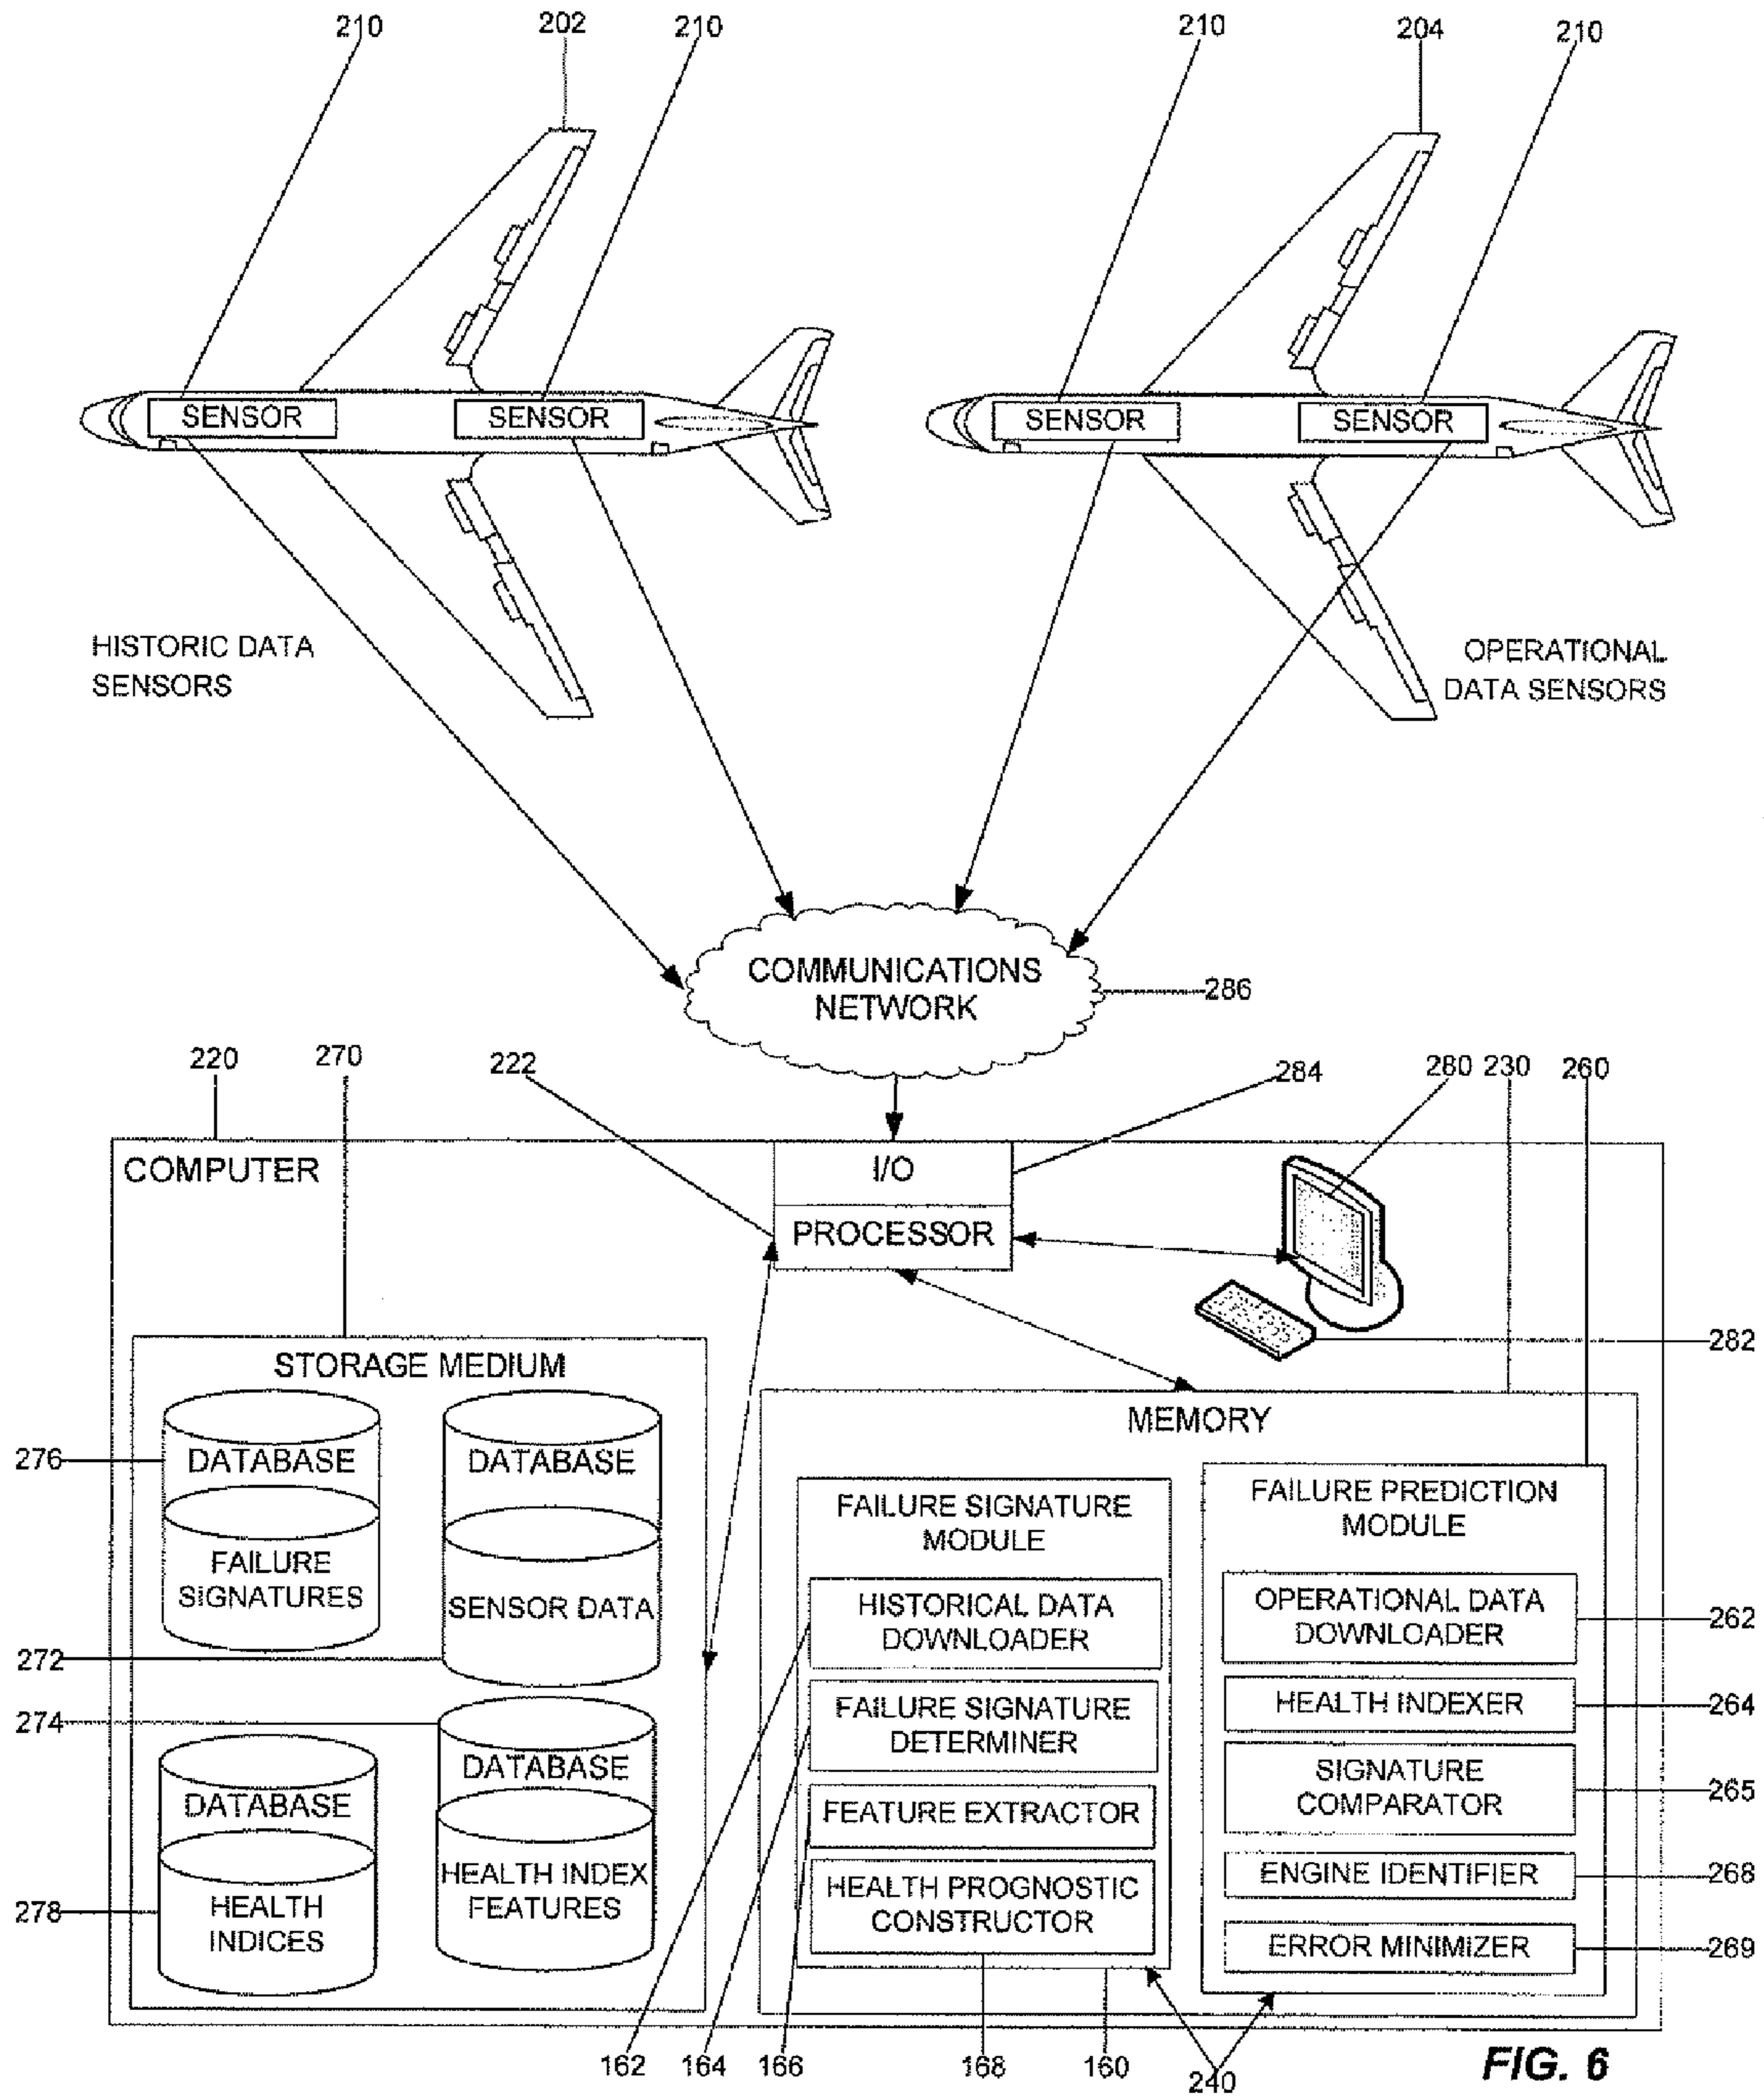 210
202
210
210
204
210
SENSOR
SENSOR
SENSOR
SENSOR
HISTORIC DATA
SENSORS
OPERATIONAL
DATA SENSORS
COMMUNICATIONS
NETWORK
286
220
270
222
284
280
230
260
COMPUTER
I/O
PROCESSOR
282
STORAGE MEDIUM
276
DATABASE
FAILURE
SIGNATURES
DATABASE
SENSOR DATA
272
274
DATABASE
HEALTH INDEX
FEATURES
DATABASE
HEALTH
INDICES
278
MEMORY
FAILURE SIGNATURE
MODULE
HISTORICAL DATA
DOWNLOADER
FAILURE SIGNATURE
DETERMINER
FEATURE EXTRACTOR
HEALTH PROGNOSTIC
CONSTRUCTOR
FAILURE PREDICTION
MODULE
OPERATIONAL DATA
DOWNLOADER
262
HEALTH INDEXER
264
SIGNATURE
COMPARATOR
265
ENGINE IDENTIFIER
268
ERROR MINIMIZER
269
162
164
166
168
160
240
FIG. 6